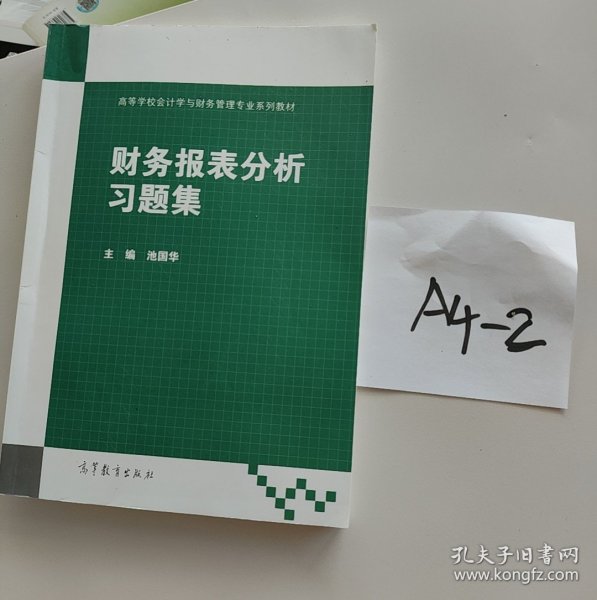 高等学校会计学与财务管理专业系列教材
财务报表分析
习题集
主 编 池国华
高等教育出版社
A4-2
孔夫子旧书网
www.kongfz.com